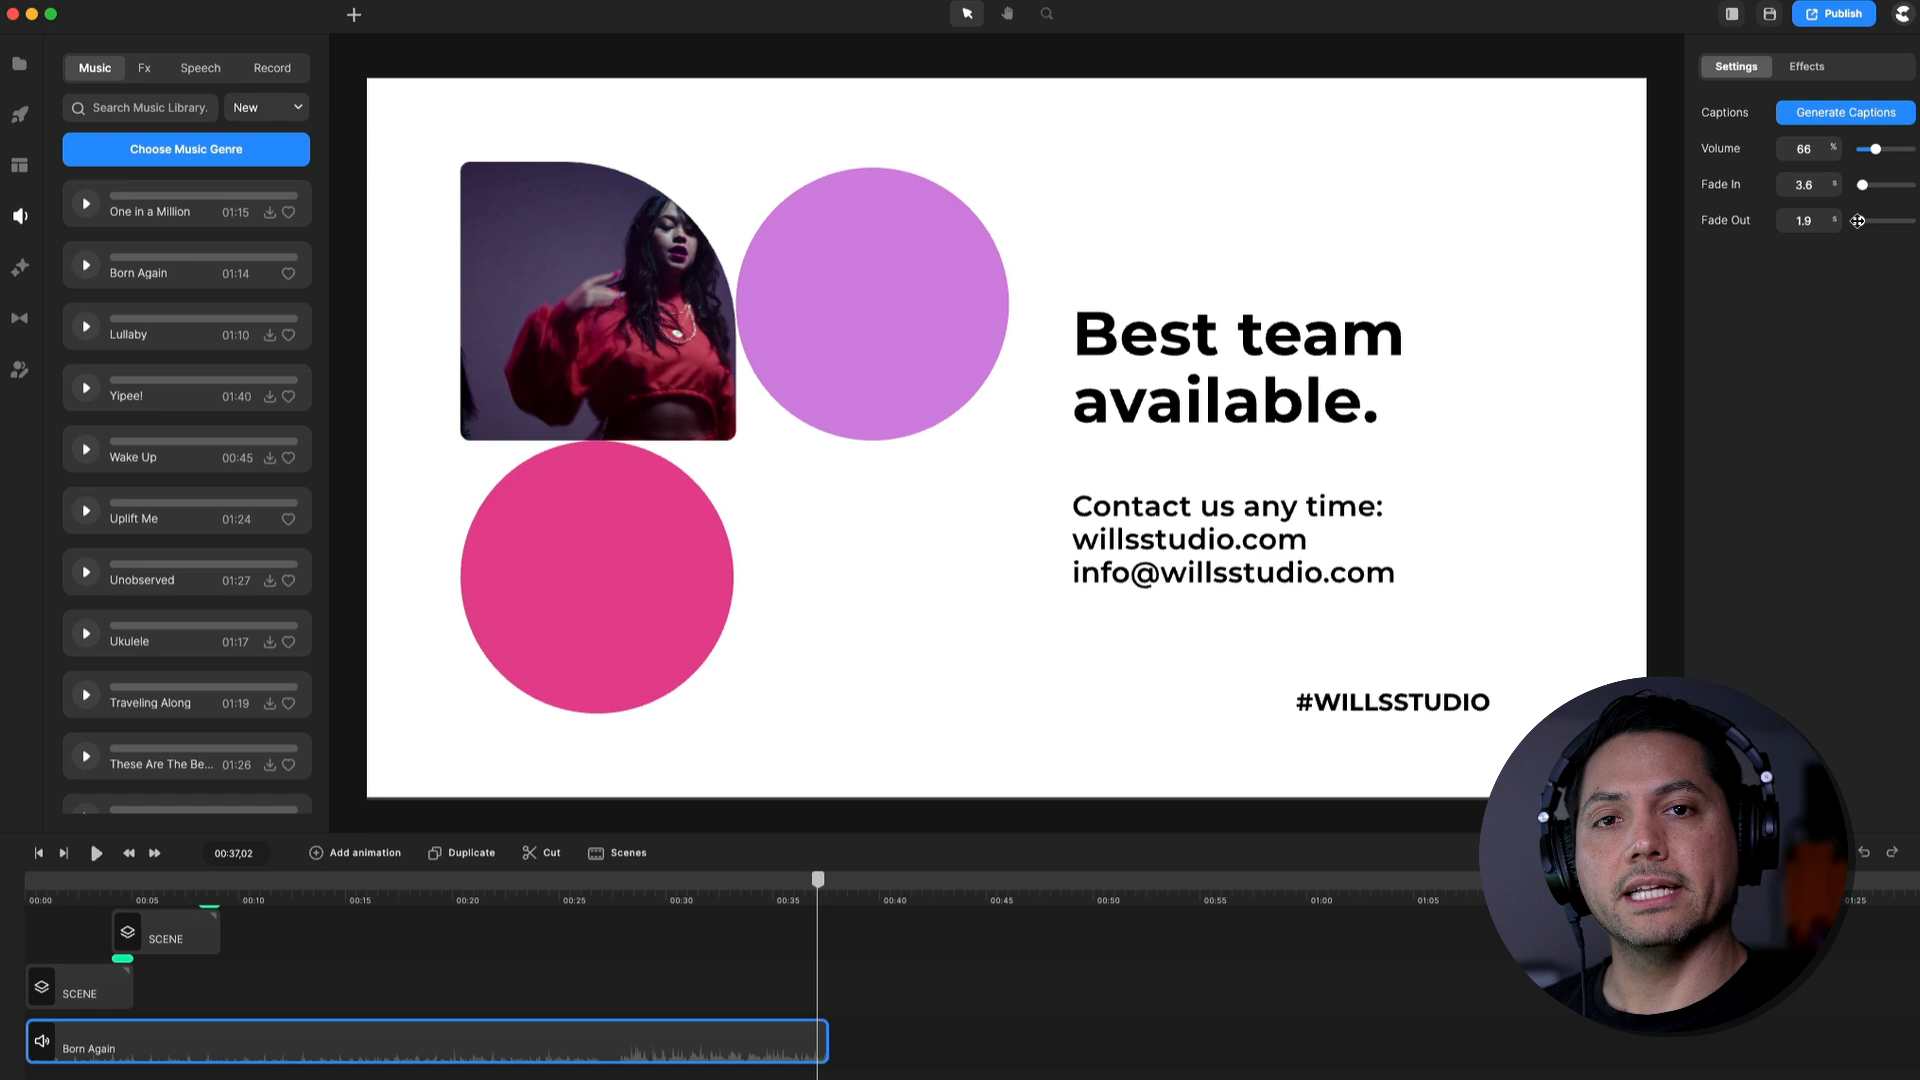 Publish
Music Fx Speech Record
Search Music Library. New
Choose Music Genre
One in a Million 01:15
Born Again 01:14
Lullaby 01:10
Yipee! 01:40
Wake Up 00:45
Uplift Me 01:24
Unobserved 01:27
Ukulele 01:17
Traveling Along 01:19
These Are The Be... 01:26
Best team
available.
Contact us any time:
willsstudio.com
info@willsstudio.com
#WILLSSTUDIO
Settings Effects
Captions Generate Captions
Volume 66 %
Fade In 3.6 s
Fade Out 1.9 s
00:37,02 Add animation Duplicate Cut Scenes
00:00 00:05 00:10 00:15 00:20 00:25 00:30 00:35 00:40 00:45 00:50 00:55 01:00 01:05 01:25
SCENE
SCENE
Born Again